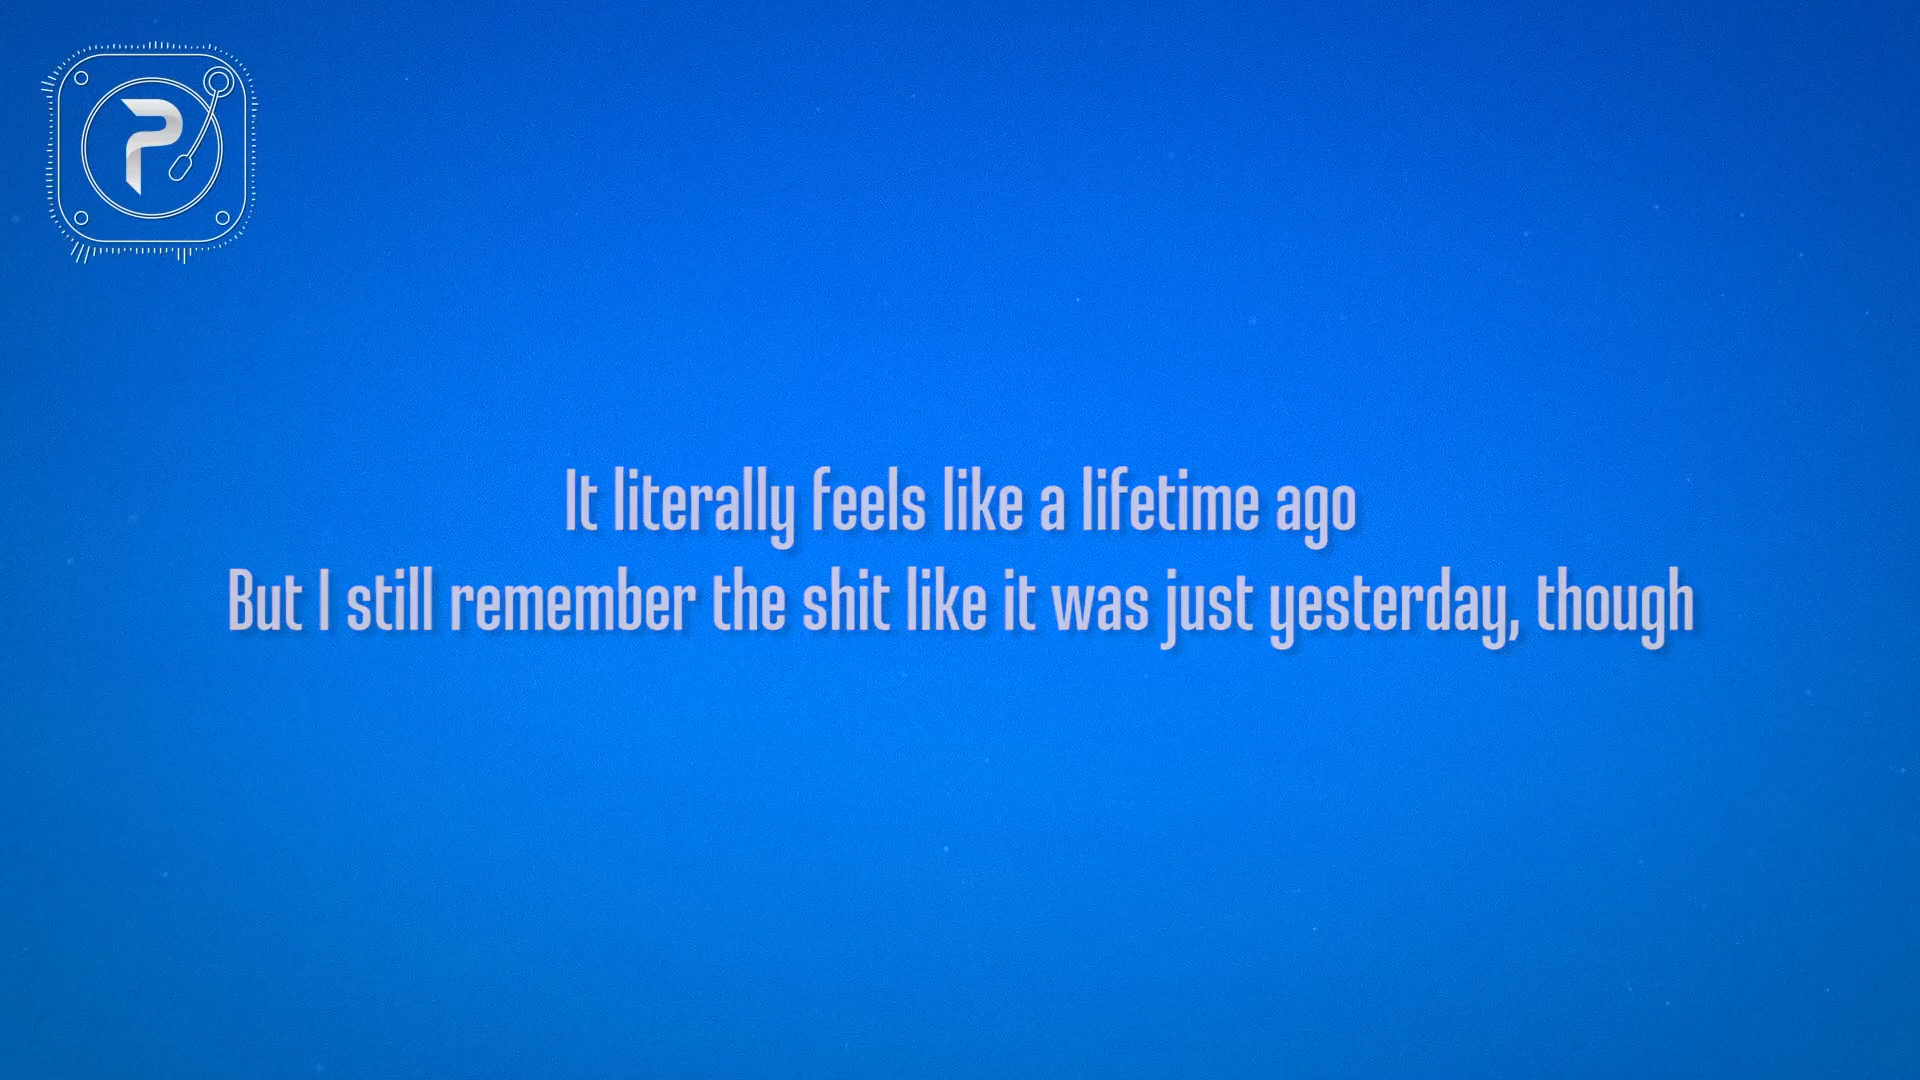 P
It literally feels like a lifetime ago
But I still remember the shit like it was just yesterday, though